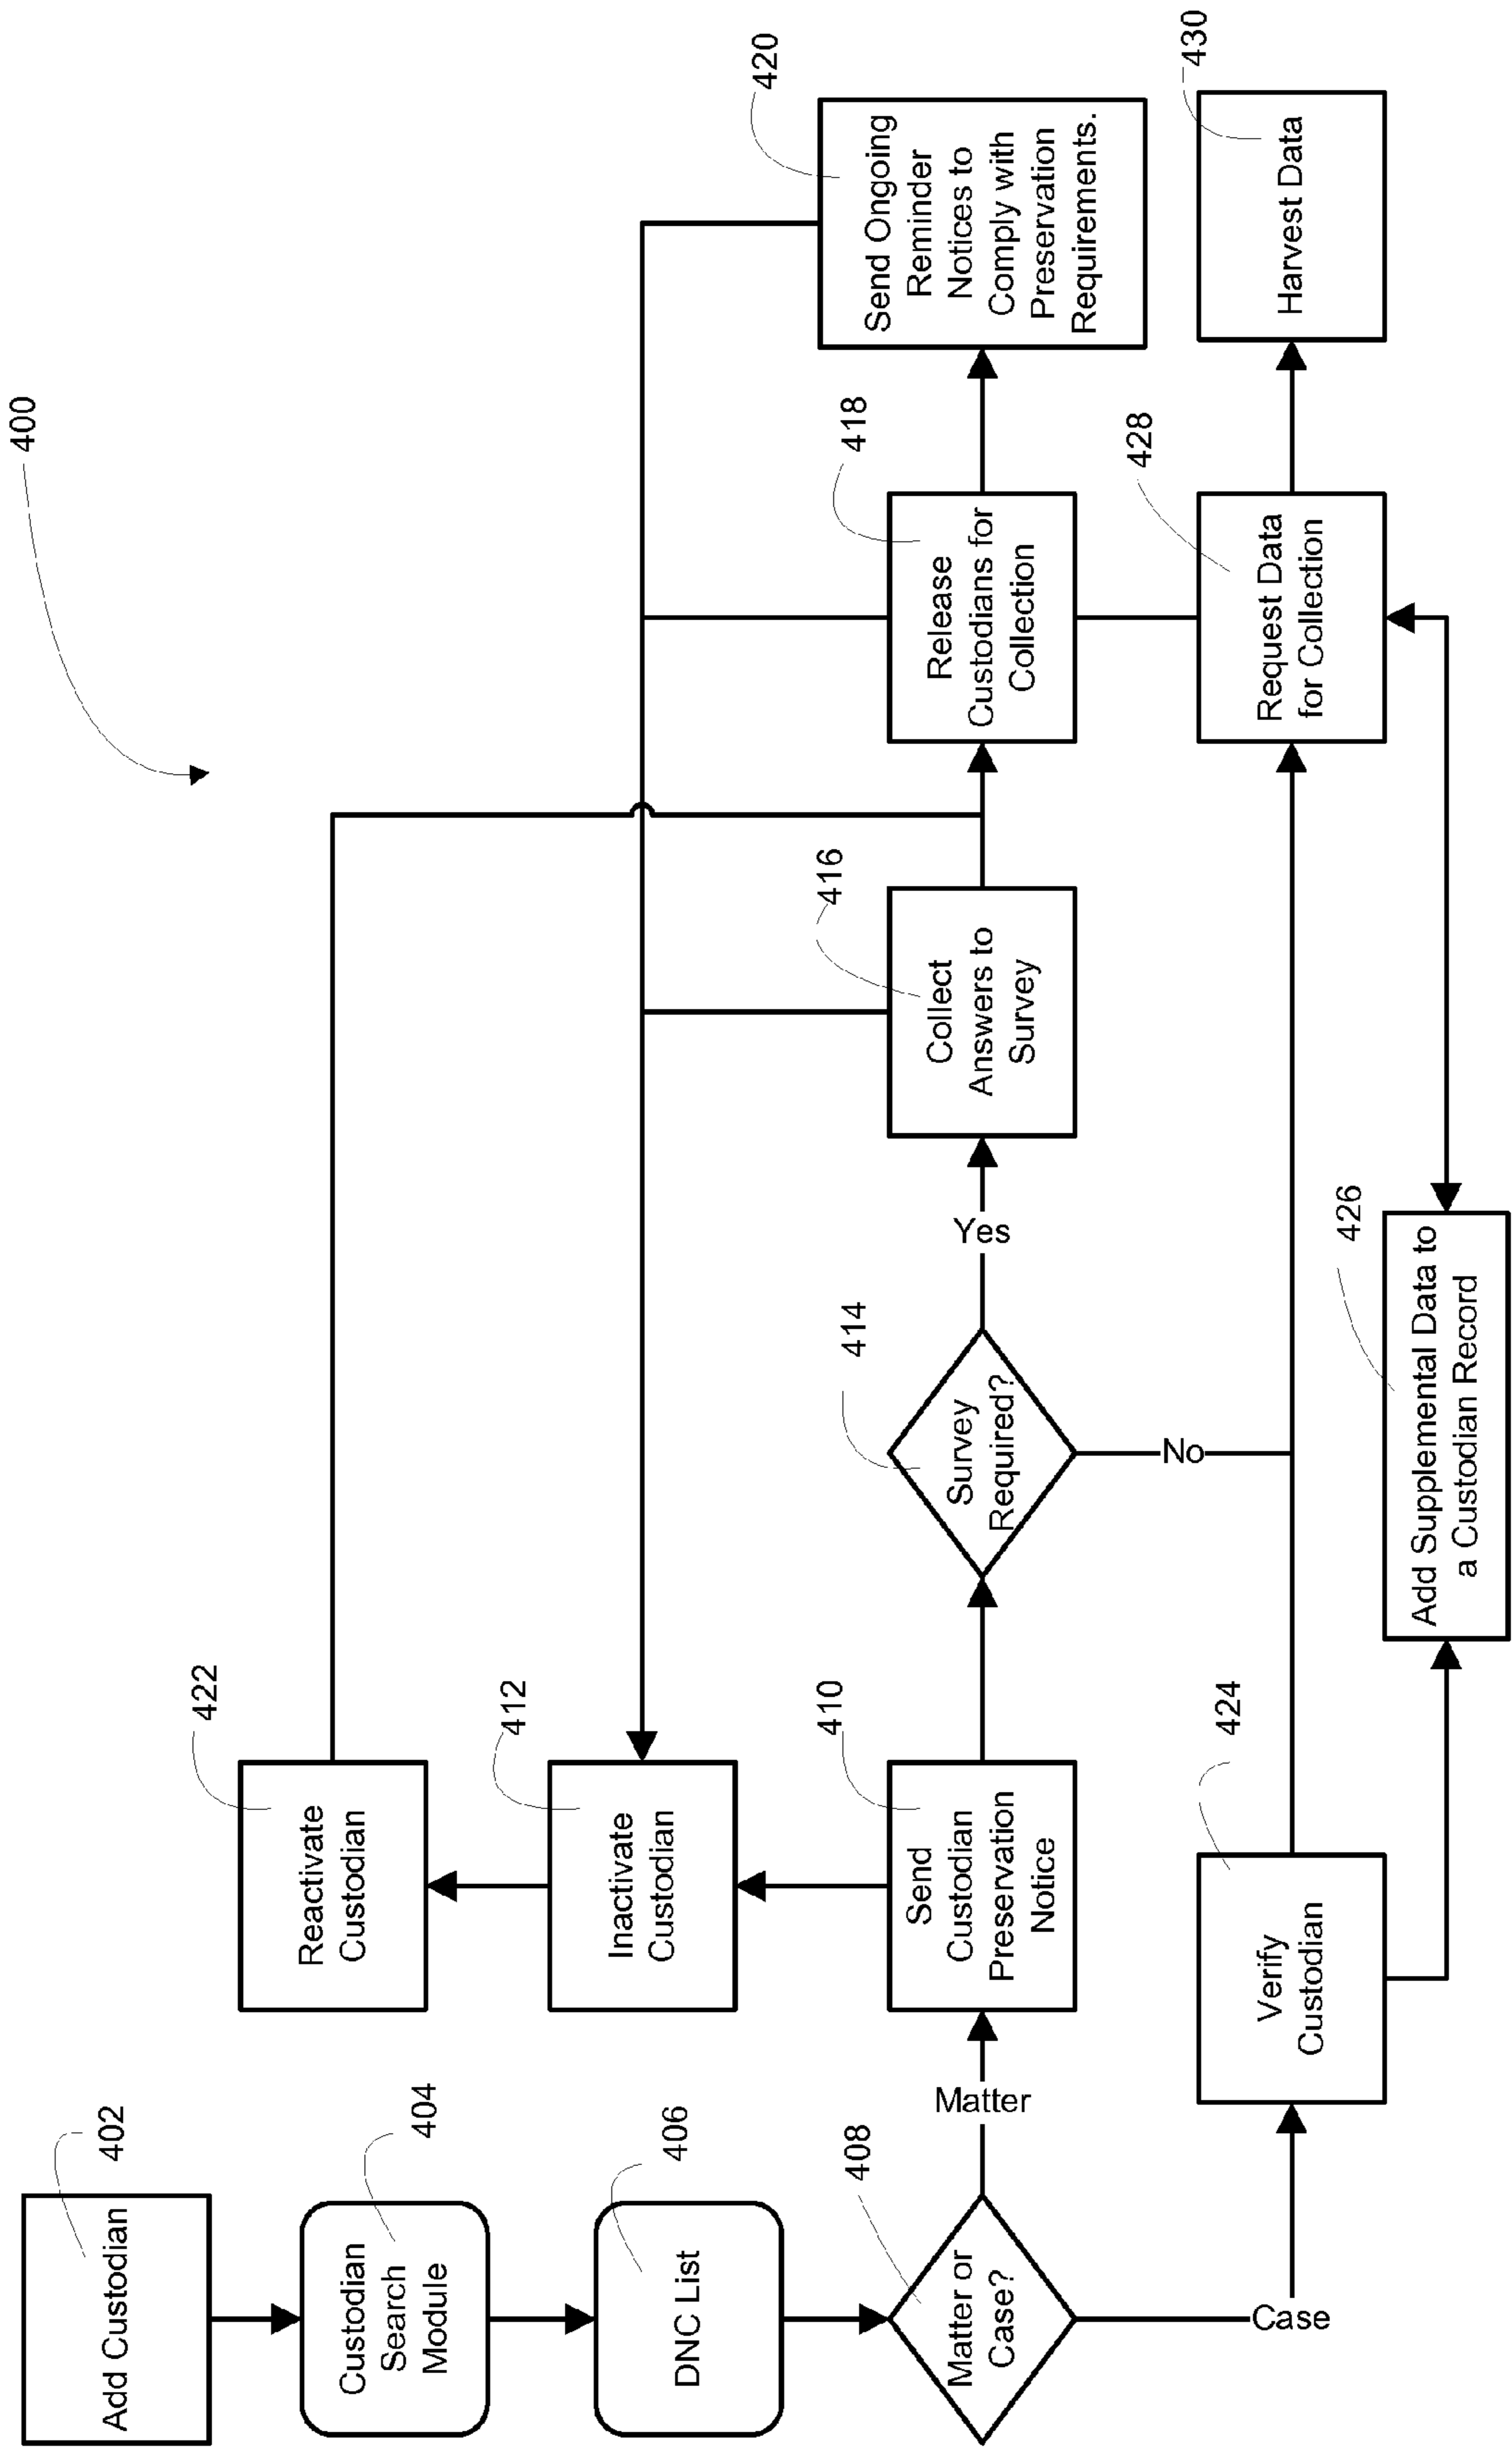 400
402
Add Custodian
404
Custodian
Search
Module
406
DNC List
408
Matter or
Case?
Matter
Case
422
Reactivate
Custodian
412
Inactivate
Custodian
410
Send
Custodian
Preservation
Notice
414
Survey
Required?
Yes
No
416
Collect
Answers to
Survey
418
Release
Custodians for
Collection
420
Send Ongoing
Reminder
Notices to
Comply with
Preservation
Requirements.
424
Verify
Custodian
426
Add Supplemental Data to
a Custodian Record
428
Request Data
for Collection
430
Harvest Data